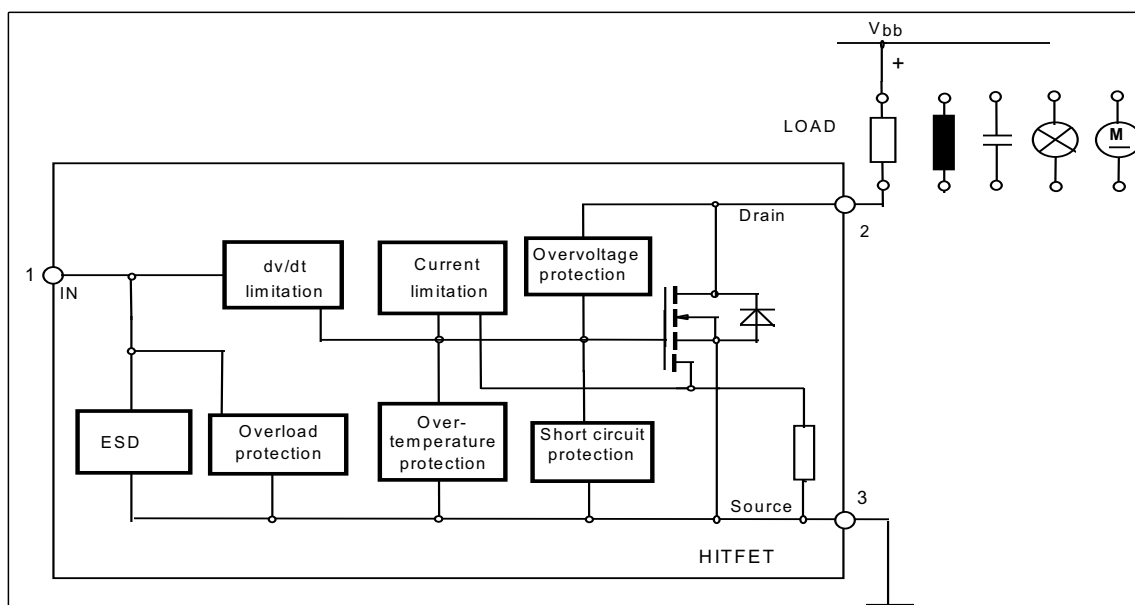 Vbb
+
LOAD
M
Drain
2
Overvoltage
protection
dv/dt
limitation
Current
limitation
1
IN
ESD
Overload
protection
Over-
temperature
protection
Short circuit
protection
3
Source
HITFET